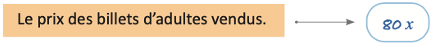 Le prix des billets d’adultes vendus.
80 x